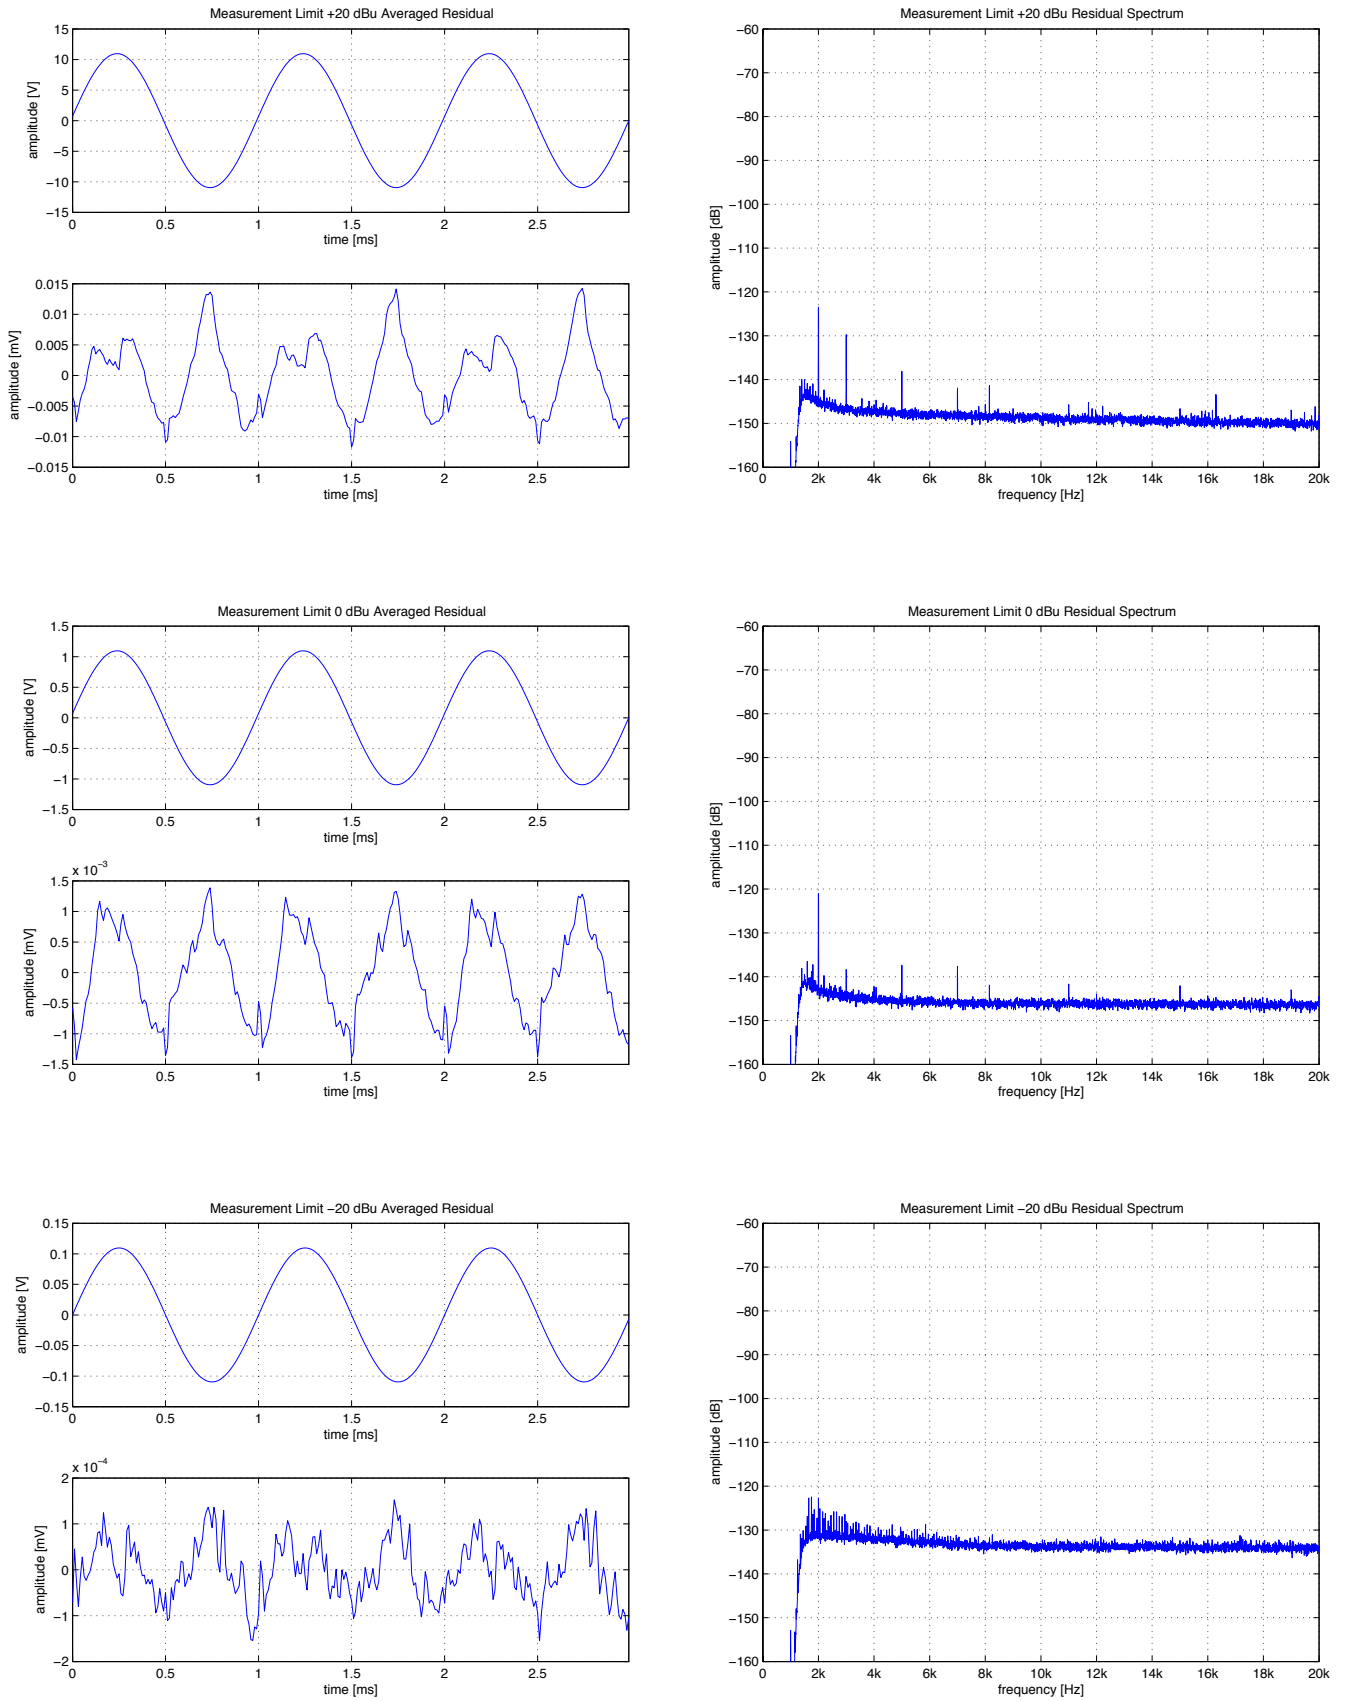 Measurement Limit +20 dBu Averaged Residual
15
10
5
0
−5
−10
−15
amplitude [V]
0 0.5 1 1.5 2 2.5
time [ms]
0.015
0.01
0.005
0
−0.005
−0.01
−0.015
amplitude [mV]
0 0.5 1 1.5 2 2.5
time [ms]
Measurement Limit +20 dBu Residual Spectrum
−60
−70
−80
−90
−100
−110
−120
−130
−140
−150
−160
amplitude [dB]
0 2k 4k 6k 8k 10k 12k 14k 16k 18k 20k
frequency [Hz]
Measurement Limit 0 dBu Averaged Residual
1.5
1
0.5
0
−0.5
−1
−1.5
amplitude [V]
0 0.5 1 1.5 2 2.5
time [ms]
x 10−3
1.5
1
0.5
0
−0.5
−1
−1.5
amplitude [mV]
0 0.5 1 1.5 2 2.5
time [ms]
Measurement Limit 0 dBu Residual Spectrum
−60
−70
−80
−90
−100
−110
−120
−130
−140
−150
−160
amplitude [dB]
0 2k 4k 6k 8k 10k 12k 14k 16k 18k 20k
frequency [Hz]
Measurement Limit −20 dBu Averaged Residual
0.15
0.1
0.05
0
−0.05
−0.1
−0.15
amplitude [V]
0 0.5 1 1.5 2 2.5
time [ms]
x 10−4
2
1
0
−1
−2
amplitude [mV]
0 0.5 1 1.5 2 2.5
time [ms]
Measurement Limit −20 dBu Residual Spectrum
−60
−70
−80
−90
−100
−110
−120
−130
−140
−150
−160
amplitude [dB]
0 2k 4k 6k 8k 10k 12k 14k 16k 18k 20k
frequency [Hz]